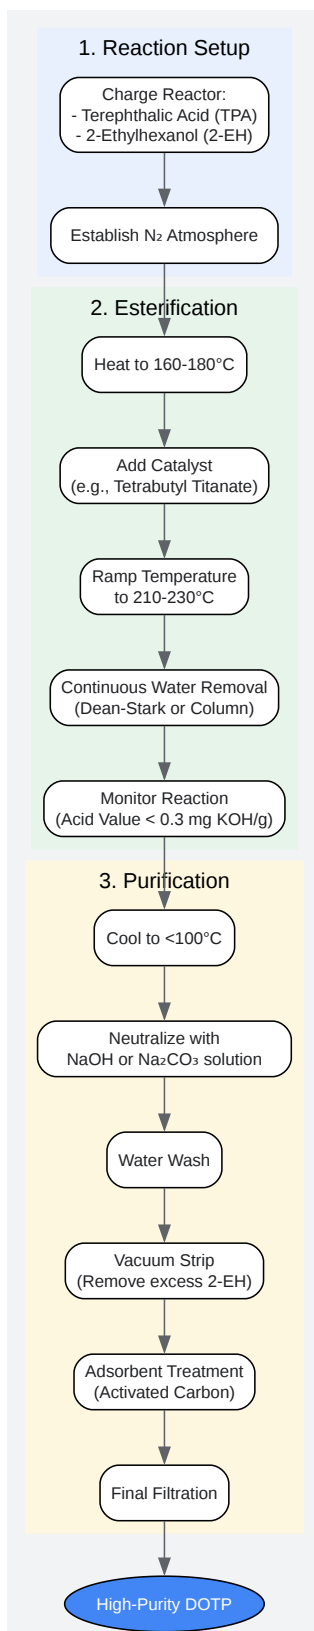 1. Reaction Setup
Charge Reactor:
- Terephthalic Acid (TPA)
- 2-Ethylhexanol (2-EH)
Establish N₂ Atmosphere
2. Esterification
Heat to 160-180°C
Add Catalyst
(e.g., Tetrabutyl Titanate)
Ramp Temperature
to 210-230°C
Continuous Water Removal
(Dean-Stark or Column)
Monitor Reaction
(Acid Value < 0.3 mg KOH/g)
3. Purification
Cool to <100°C
Neutralize with
NaOH or Na₂CO₃ solution
Water Wash
Vacuum Strip
(Remove excess 2-EH)
Adsorbent Treatment
(Activated Carbon)
Final Filtration
High-Purity DOTP